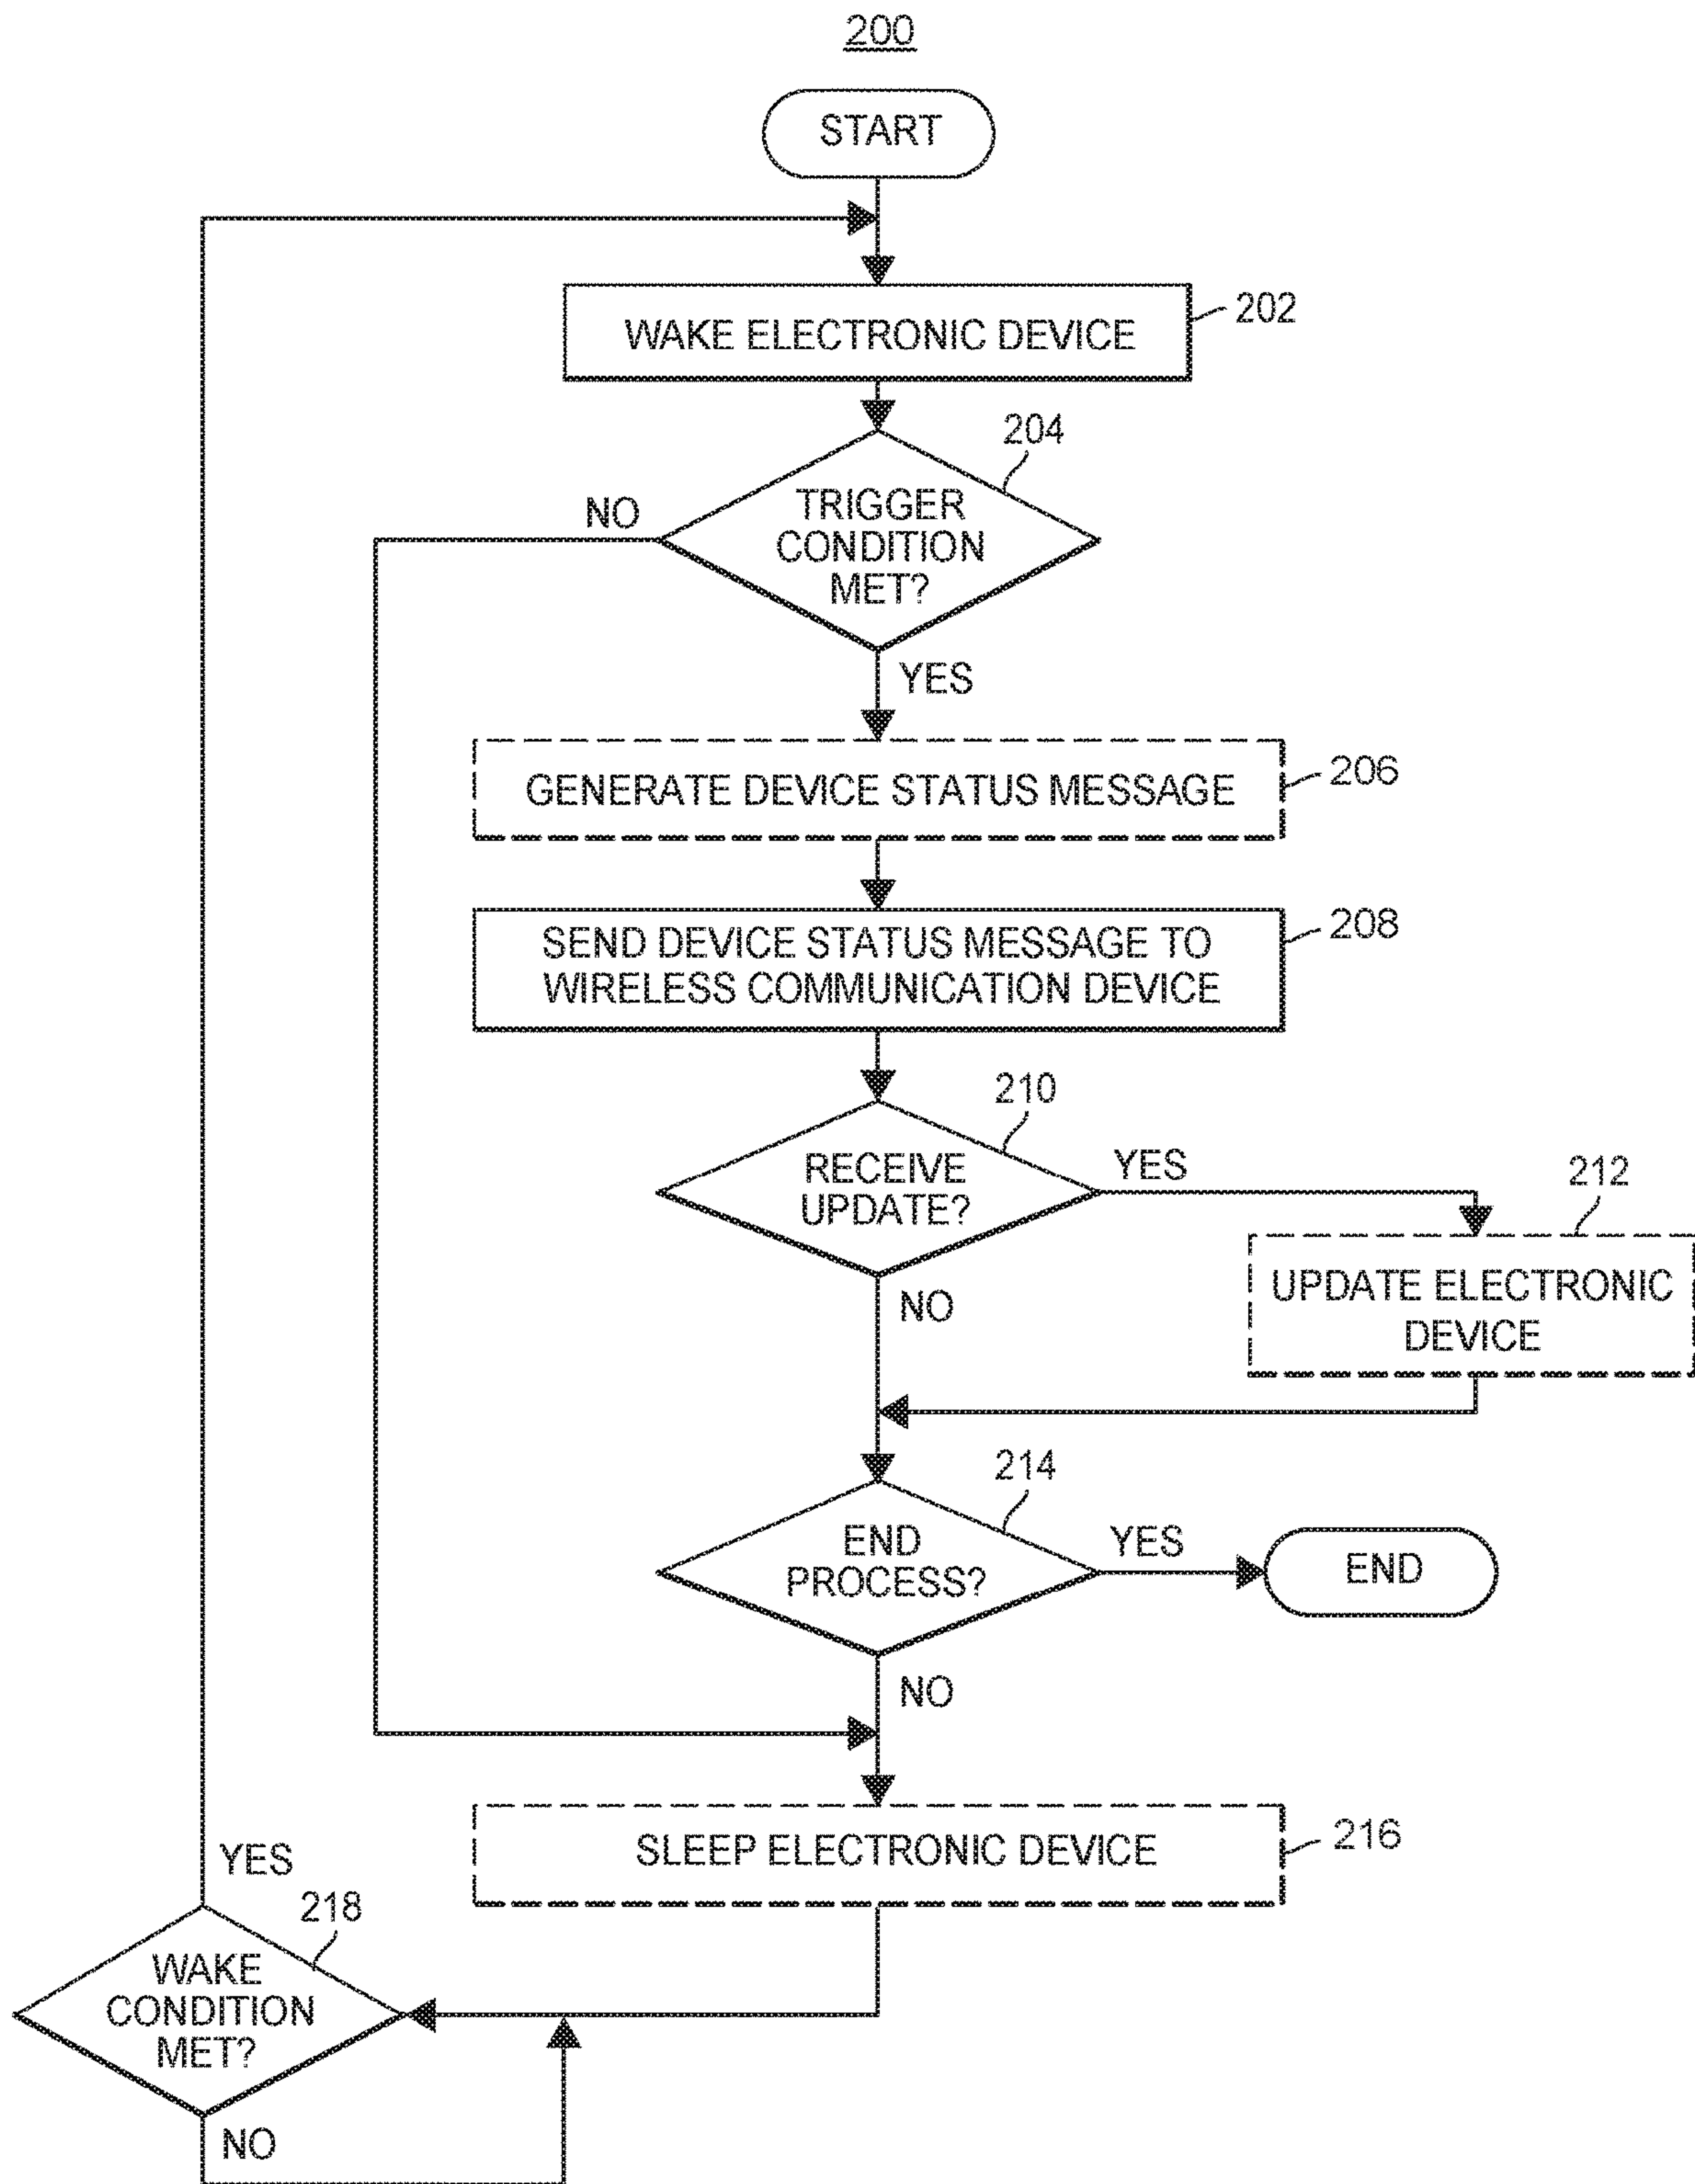 200
START
WAKE ELECTRONIC DEVICE
202
204
TRIGGER
CONDITION
MET?
NO
YES
GENERATE DEVICE STATUS MESSAGE
206
SEND DEVICE STATUS MESSAGE TO
WIRELESS COMMUNICATION DEVICE
208
210
RECEIVE
UPDATE?
YES
212
UPDATE ELECTRONIC
DEVICE
NO
214
END
PROCESS?
YES
END
NO
SLEEP ELECTRONIC DEVICE
216
YES
218
WAKE
CONDITION
MET?
NO